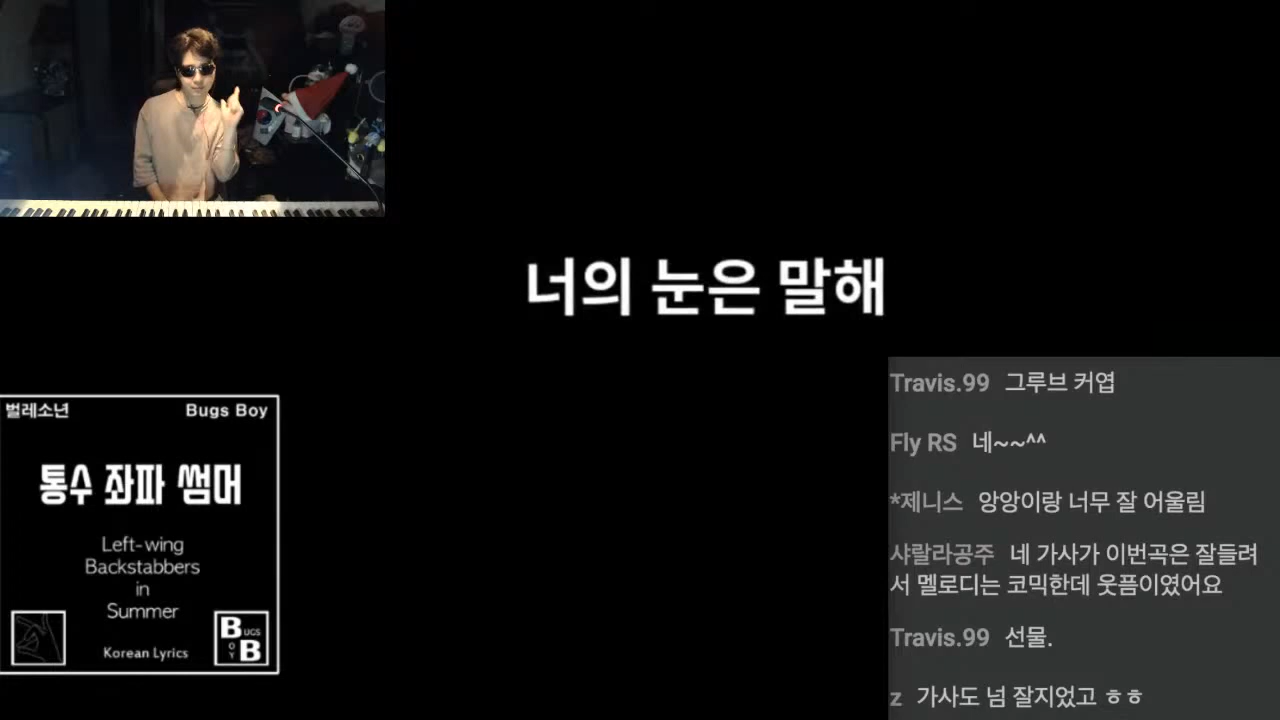 너의 눈은 말해
벌레소년
Bugs Boy
통수 좌파 썸머
Left-wing
Backstabbers
in
Summer
Korean Lyrics
BUGS
BOY
Travis.99 그루브 커엽
Fly RS 네~~^^
*제니스 앙앙이랑 너무 잘 어울림
샤랄라공주 네 가사가 이번곡은 잘들려
서 멜로디는 코믹한데 웃픔이였어요
Travis.99 선물.
z 가사도 넘 잘지었고 ㅎㅎ